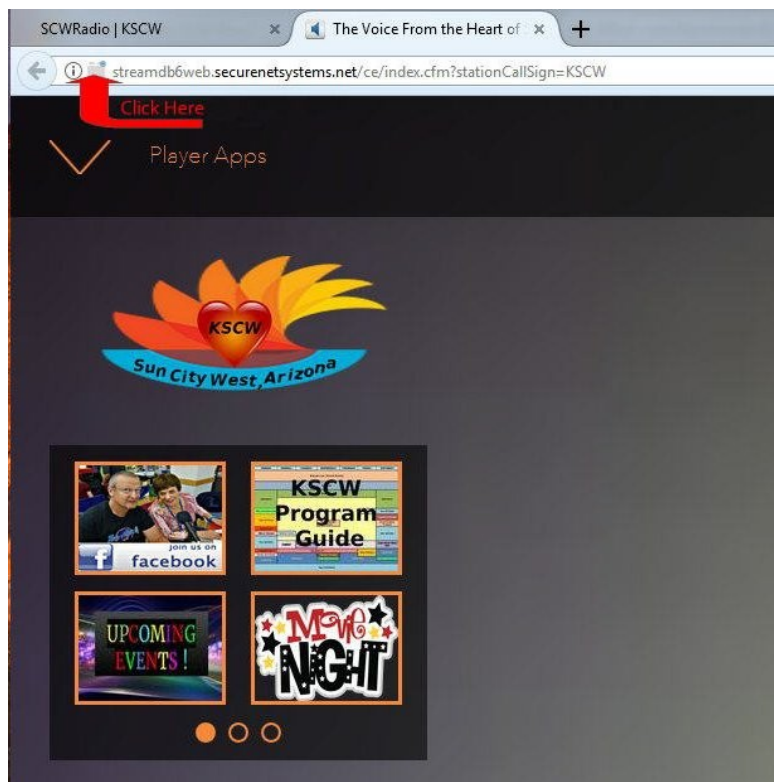 SCWRadio | KSCW
The Voice From the Heart of
streamdb6web.securenetsystems.net/ce/index.cfm?stationCallSign=KSCW
Click Here
Player Apps
KSCW
Sun City West, Arizona
join us on
facebook
KSCW
Program
Guide
UPCOMING
EVENTS !
MOVIE
NIGHT